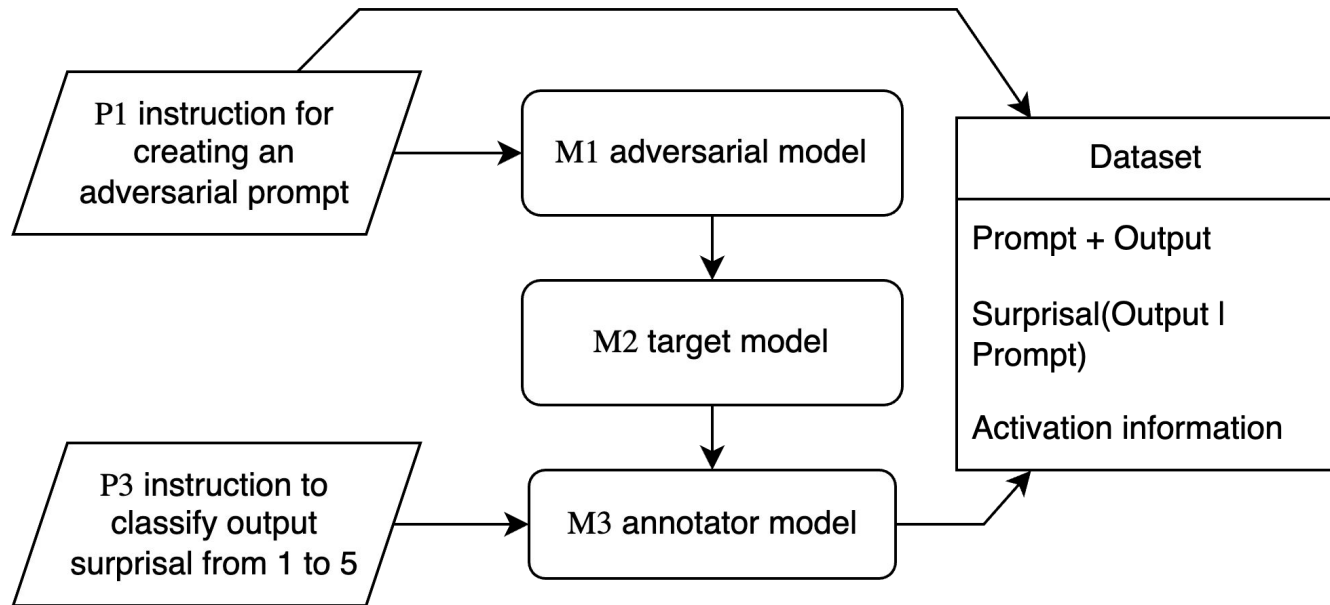 P1 instruction for
creating an
adversarial prompt
M1 adversarial model
Dataset
Prompt + Output
Surprisal(Output |
Prompt)
Activation information
M2 target model
P3 instruction to
classify output
surprisal from 1 to 5
M3 annotator model